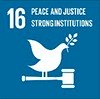 16 PEACE AND JUSTICE
STRONG INSTITUTIONS